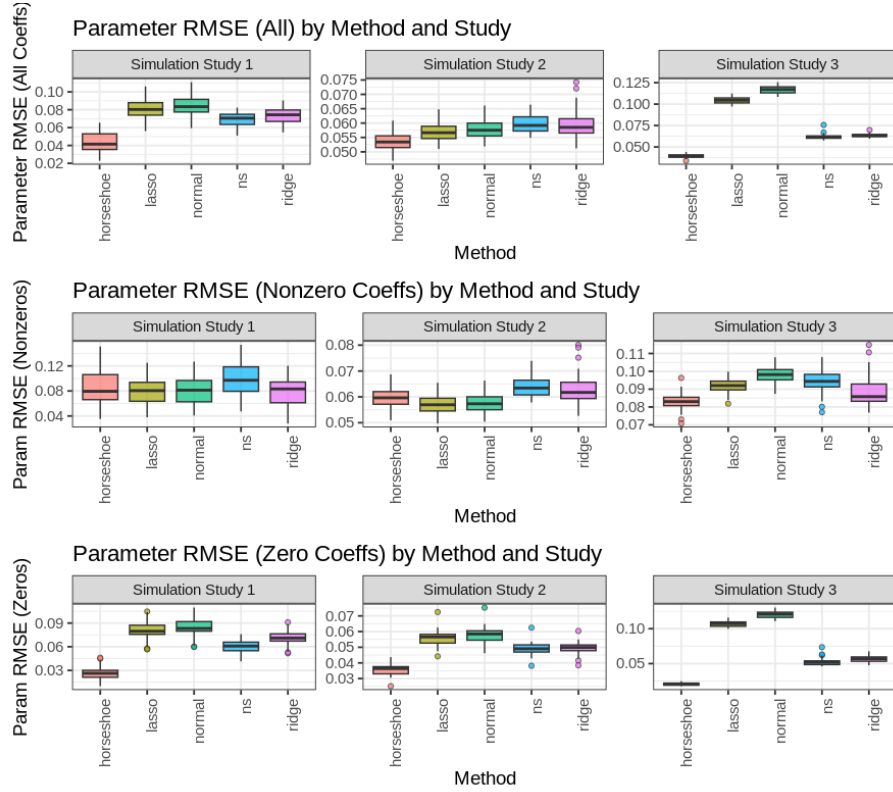 Parameter RMSE (All) by Method and Study
Parameter RMSE (All Coeffs)
Simulation Study 1
Simulation Study 2
Simulation Study 3
0.10
0.08
0.06
0.04
0.02
0.075
0.070
0.065
0.060
0.055
0.050
0.125
0.100
0.075
0.050
horseshoe
lasso
normal
ns
ridge
horseshoe
lasso
normal
ns
ridge
horseshoe
lasso
normal
ns
ridge
Method
Parameter RMSE (Nonzero Coeffs) by Method and Study
Param RMSE (Nonzeros)
Simulation Study 1
Simulation Study 2
Simulation Study 3
0.12
0.08
0.04
0.08
0.07
0.06
0.05
0.11
0.10
0.09
0.08
0.07
horseshoe
lasso
normal
ns
ridge
horseshoe
lasso
normal
ns
ridge
horseshoe
lasso
normal
ns
ridge
Method
Parameter RMSE (Zero Coeffs) by Method and Study
Param RMSE (Zeros)
Simulation Study 1
Simulation Study 2
Simulation Study 3
0.09
0.06
0.03
0.07
0.06
0.05
0.04
0.03
0.10
0.05
horseshoe
lasso
normal
ns
ridge
horseshoe
lasso
normal
ns
ridge
horseshoe
lasso
normal
ns
ridge
Method